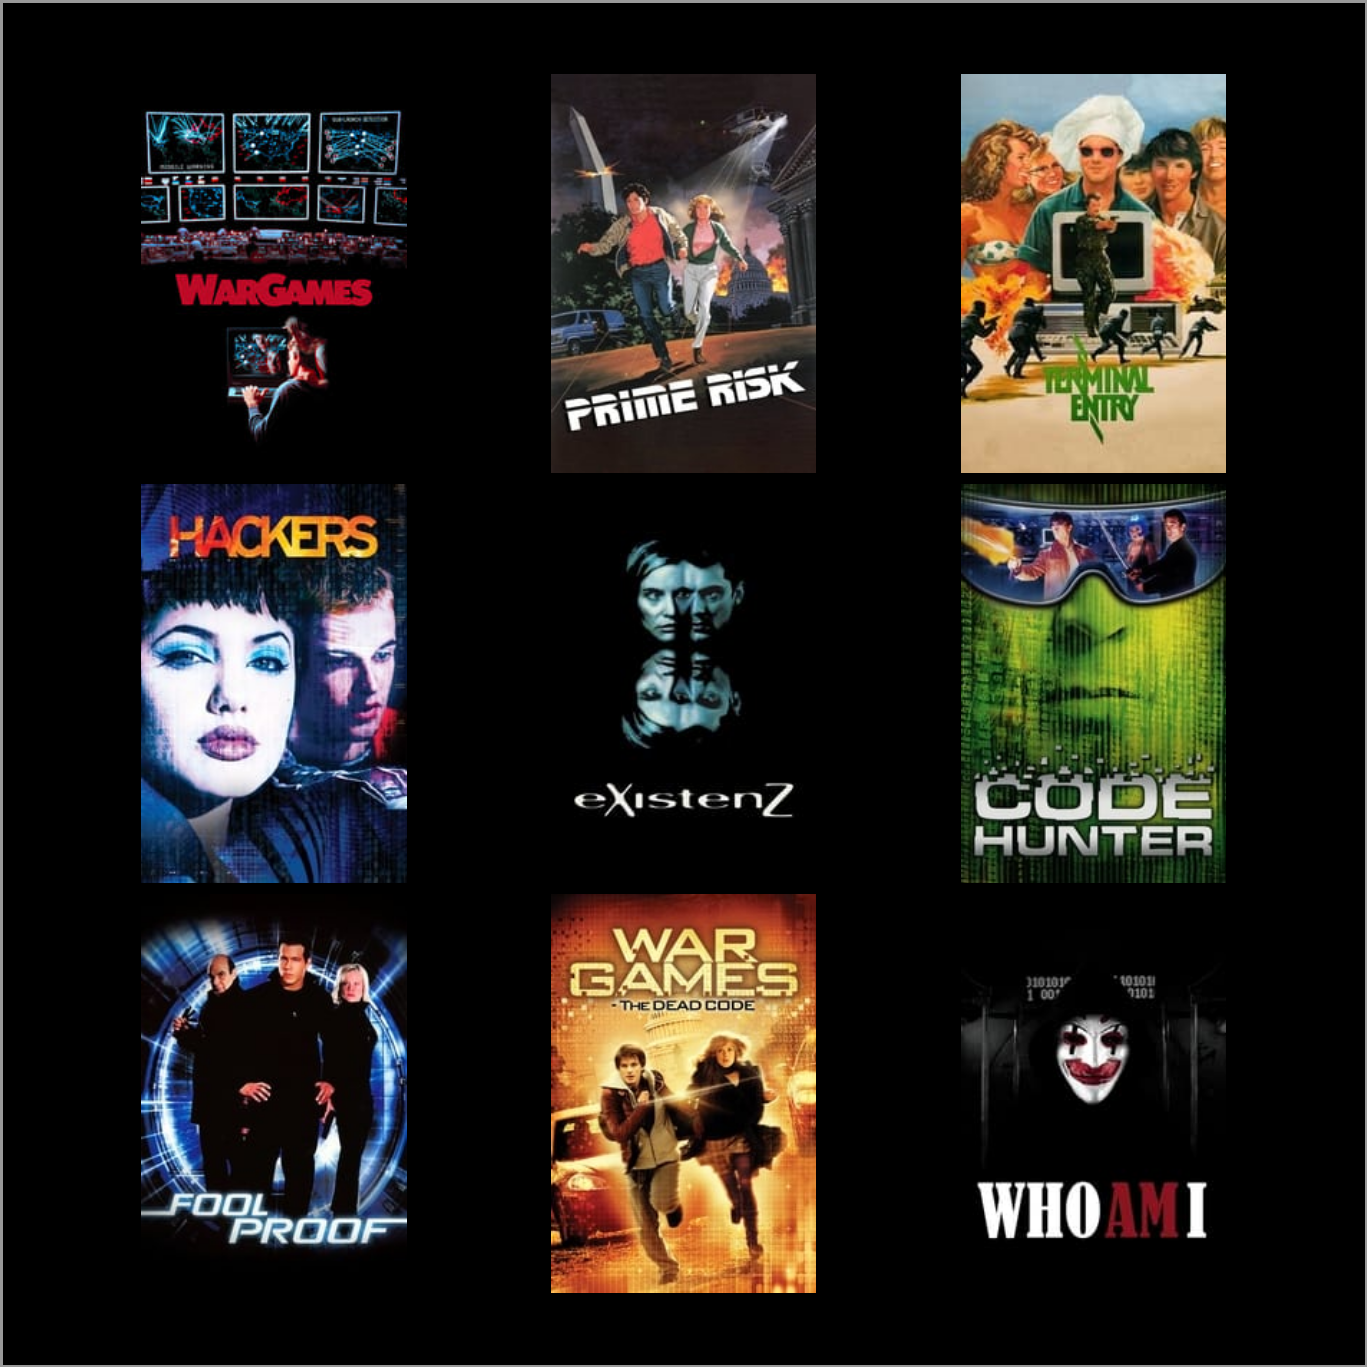 WARGAMES
PRIME RISK
TERMINAL
ENTRY
HACKERS
eXistenZ
CODE
HUNTER
FOOL
PROOF
WAR
GAMES
- THE DEAD CODE
WHO AM I